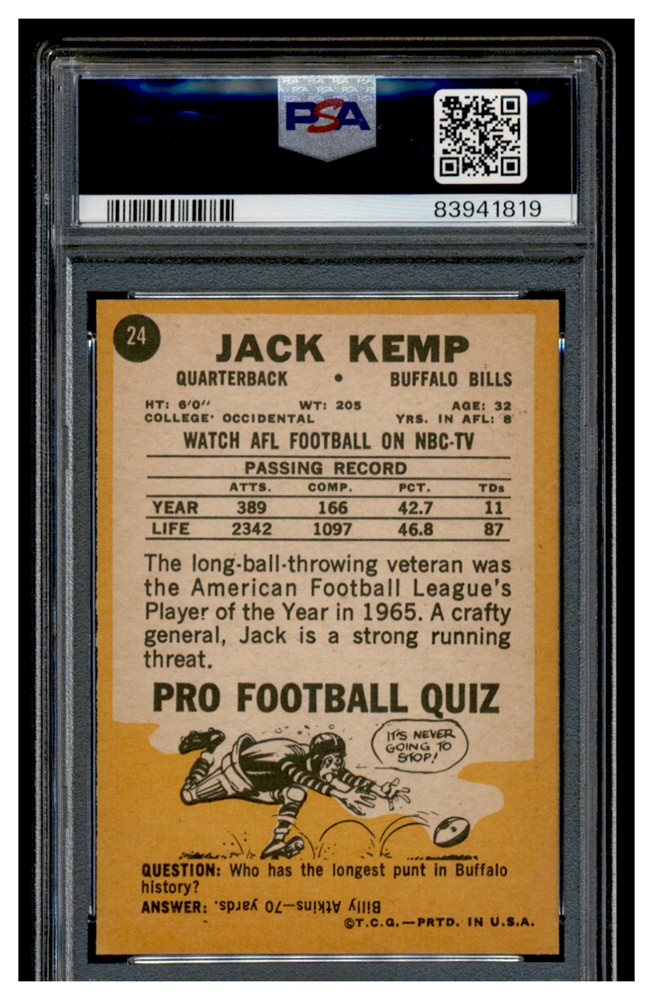 PSA
83941819
24
JACK KEMP
QUARTERBACK • BUFFALO BILLS
HT: 6'0" WT: 205 AGE: 32
COLLEGE: OCCIDENTAL YRS. IN AFL: 8
WATCH AFL FOOTBALL ON NBC-TV
PASSING RECORD
ATTS. COMP. PCT. TDs
YEAR 389 166 42.7 11
LIFE 2342 1097 46.8 87
The long-ball-throwing veteran was
the American Football League's
Player of the Year in 1965. A crafty
general, Jack is a strong running
threat.
PRO FOOTBALL QUIZ
IT'S NEVER
GOING TO
STOP!
QUESTION: Who has the longest punt in Buffalo
history?
ANSWER: Billy Atkins—70 yards.
©T.C.G.—PRTD. IN U.S.A.